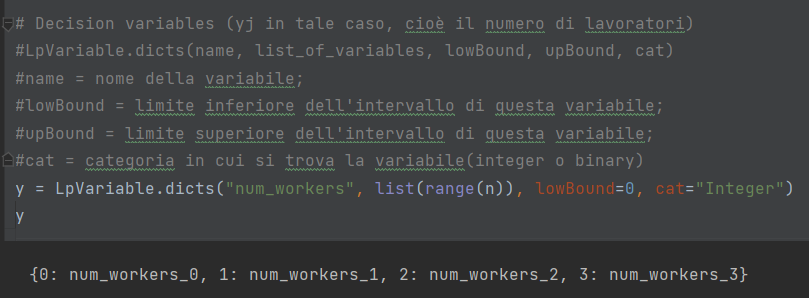 # Decision variables (yj in tale caso, cioè il numero di lavoratori)
#LpVariable.dicts(name, list_of_variables, lowBound, upBound, cat)
#name = nome della variabile;
#lowBound = limite inferiore dell'intervallo di questa variabile;
#upBound = limite superiore dell'intervallo di questa variabile;
#cat = categoria in cui si trova la variabile(integer o binary)
y = LpVariable.dicts("num_workers", list(range(n)), lowBound=0, cat="Integer")
y
{0: num_workers_0, 1: num_workers_1, 2: num_workers_2, 3: num_workers_3}